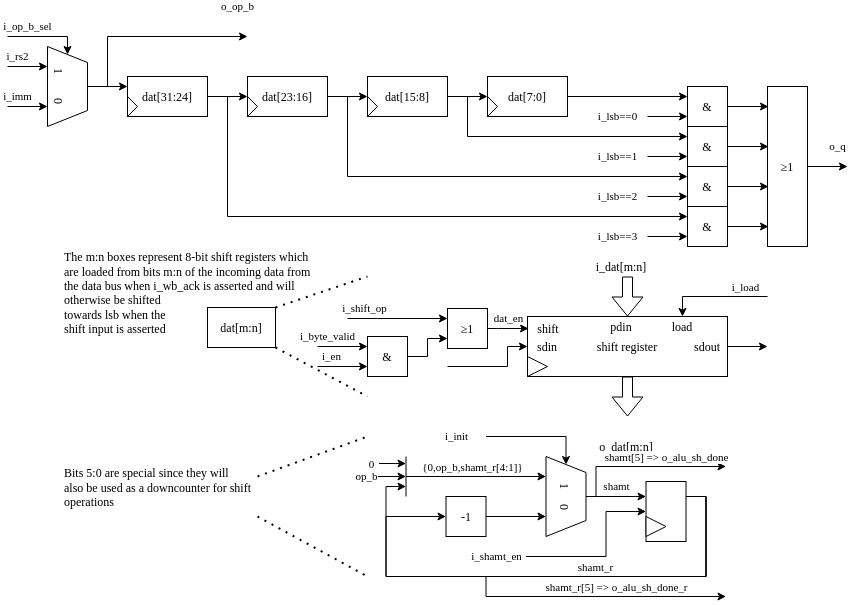 o_op_b
i_op_b_sel
i_rs2
i_imm
1
0
dat[31:24]
dat[23:16]
dat[15:8]
dat[7:0]
i_lsb==0
i_lsb==1
i_lsb==2
i_lsb==3
&
&
&
&
≥1
o_q
The m:n boxes represent 8-bit shift registers which
are loaded from bits m:n of the incoming data from
the data bus when i_wb_ack is asserted and will
otherwise be shifted
towards lsb when the
shift input is asserted
dat[m:n]
i_shift_op
i_byte_valid
i_en
&
≥1
dat_en
i_dat[m:n]
i_load
shift
pdin
load
sdin
shift register
sdout
o_dat[m:n]
Bits 5:0 are special since they will
also be used as a downcounter for shift
operations
i_init
0
op_b
{0,op_b,shamt_r[4:1]}
-1
1
0
shamt[5] => o_alu_sh_done
shamt
i_shamt_en
shamt_r
shamt_r[5] => o_alu_sh_done_r